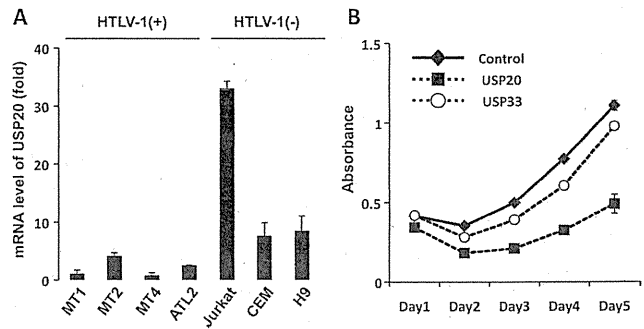 A
HTLV-1(+)
HTLV-1(-)
mRNA level of USP20 (fold)
40
30
20
10
0
MT1
MT2
MT4
ATL2
Jurkat
CEM
H9
B
Absorbance
1.5
1
0.5
0
Control
USP20
USP33
Day1
Day2
Day3
Day4
Day5